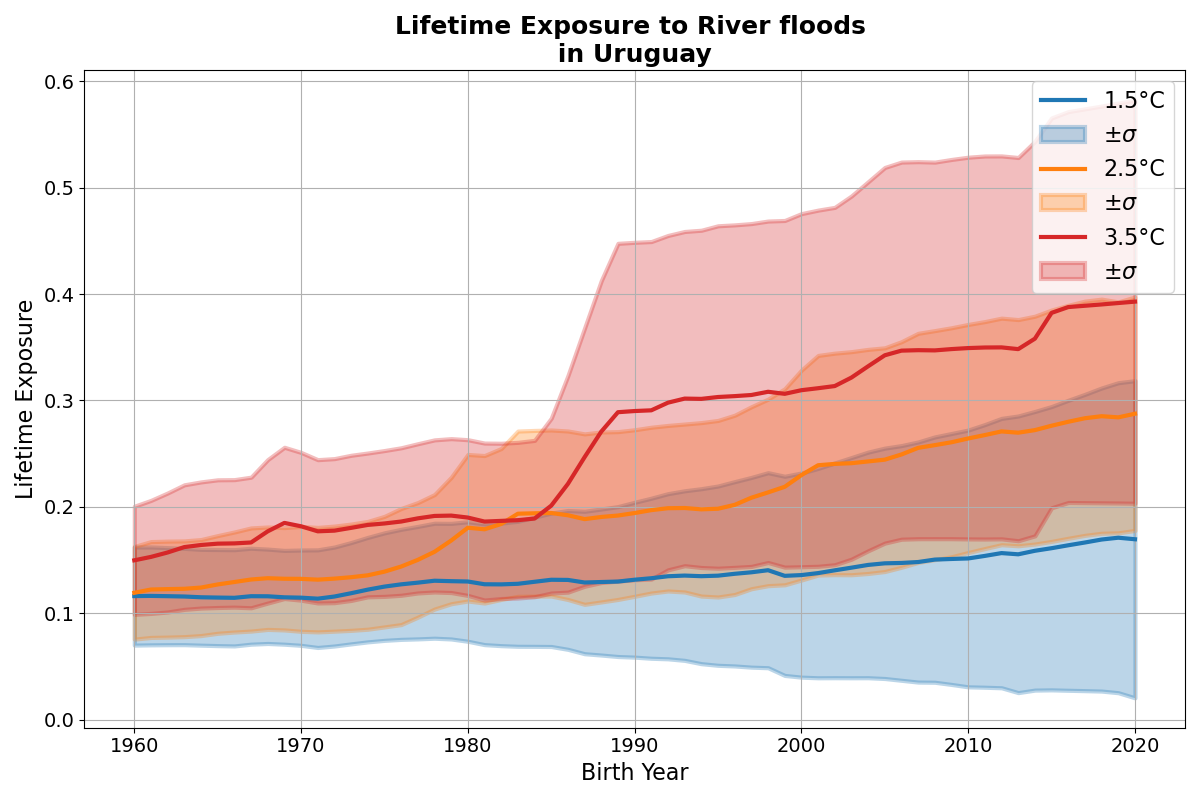 Lifetime Exposure to River floods
in Uruguay
Lifetime Exposure
0.6
0.5
0.4
0.3
0.2
0.1
0.0
1.5°C
±σ
2.5°C
±σ
3.5°C
±σ
1960 1970 1980 1990 2000 2010 2020
Birth Year